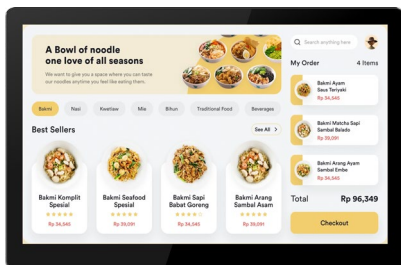 A Bowl of noodle
one love of all seasons
We want to give you a space where you can taste
our noodles anytime you feel like eating them.
Bakmi
Nasi
Kwetiaw
Mie
Bihun
Traditional Food
Beverages
Best Sellers
See All >
Bakmi Komplit
Spesial
Rp 34,545
Bakmi Seafood
Spesial
Rp 39,091
Bakmi Sapi
Babat Goreng
Rp 34,545
Bakmi Arang
Sambal Asam
Rp 39,091
Search anything here
My Order
4 Items
Bakmi Ayam
Saus Teriyaki
Rp 34,545
Bakmi Matcha Sapi
Sambal Balado
Rp 39,091
Bakmi Arang Ayam
Sambal Embe
Rp 34,545
Total
Rp 96,349
Checkout